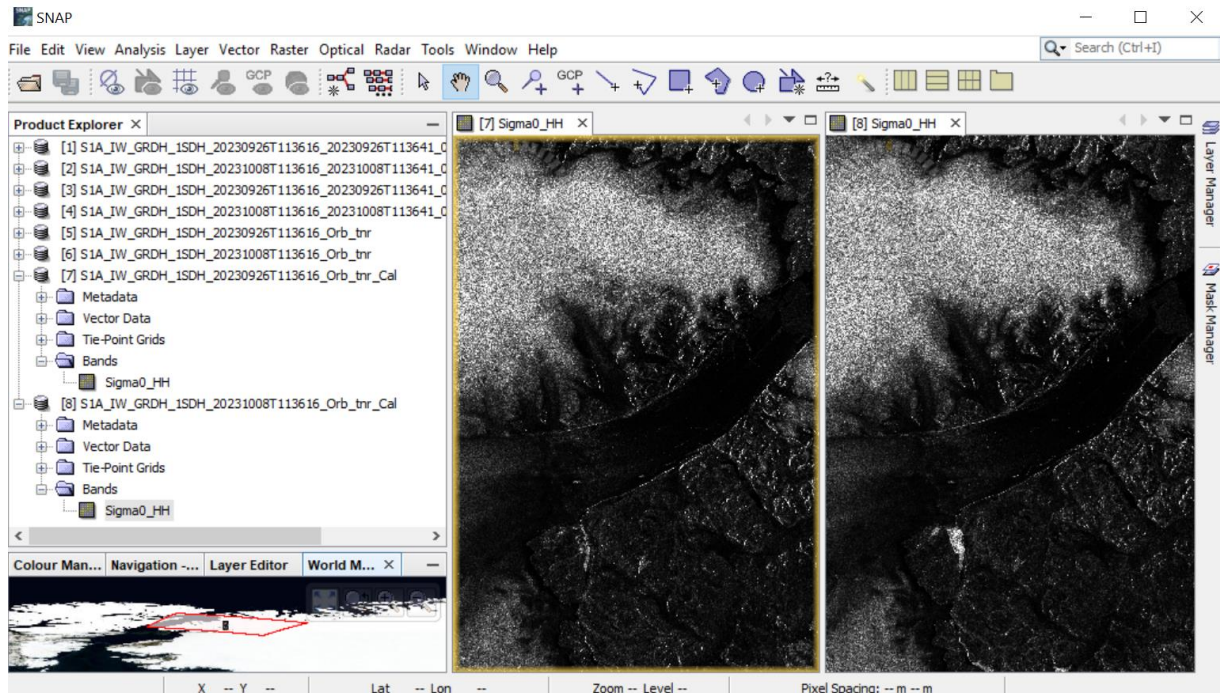 SNAP
File Edit View Analysis Layer Vector Raster Optical Radar Tools Window Help
Search (Ctrl+I)
GCP GCP
Product Explorer
[7] Sigma0_HH
[8] Sigma0_HH
[1] S1A_IW_GRDH_1SDH_20230926T113616_20230926T113641_0
[2] S1A_IW_GRDH_1SDH_20231008T113616_20231008T113641_0
[3] S1A_IW_GRDH_1SDH_20230926T113616_20230926T113641_0
[4] S1A_IW_GRDH_1SDH_20231008T113616_20231008T113641_0
[5] S1A_IW_GRDH_1SDH_20230926T113616_Orb_tnr
[6] S1A_IW_GRDH_1SDH_20231008T113616_Orb_tnr
[7] S1A_IW_GRDH_1SDH_20230926T113616_Orb_tnr_Cal
Metadata
Vector Data
Tie-Point Grids
Bands
Sigma0_HH
[8] S1A_IW_GRDH_1SDH_20231008T113616_Orb_tnr_Cal
Metadata
Vector Data
Tie-Point Grids
Bands
Sigma0_HH
Layer Manager
Mask Manager
Colour Man... Navigation -... Layer Editor World M...
X -- Y -- Lat -- Lon -- Zoom -- Level -- Pixel Spacing: -- m -- m